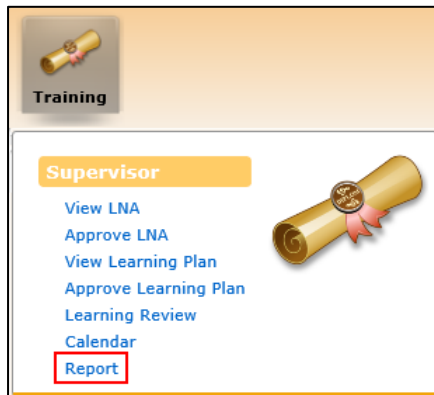 Training
Supervisor
View LNA
Approve LNA
View Learning Plan
Approve Learning Plan
Learning Review
Calendar
Report